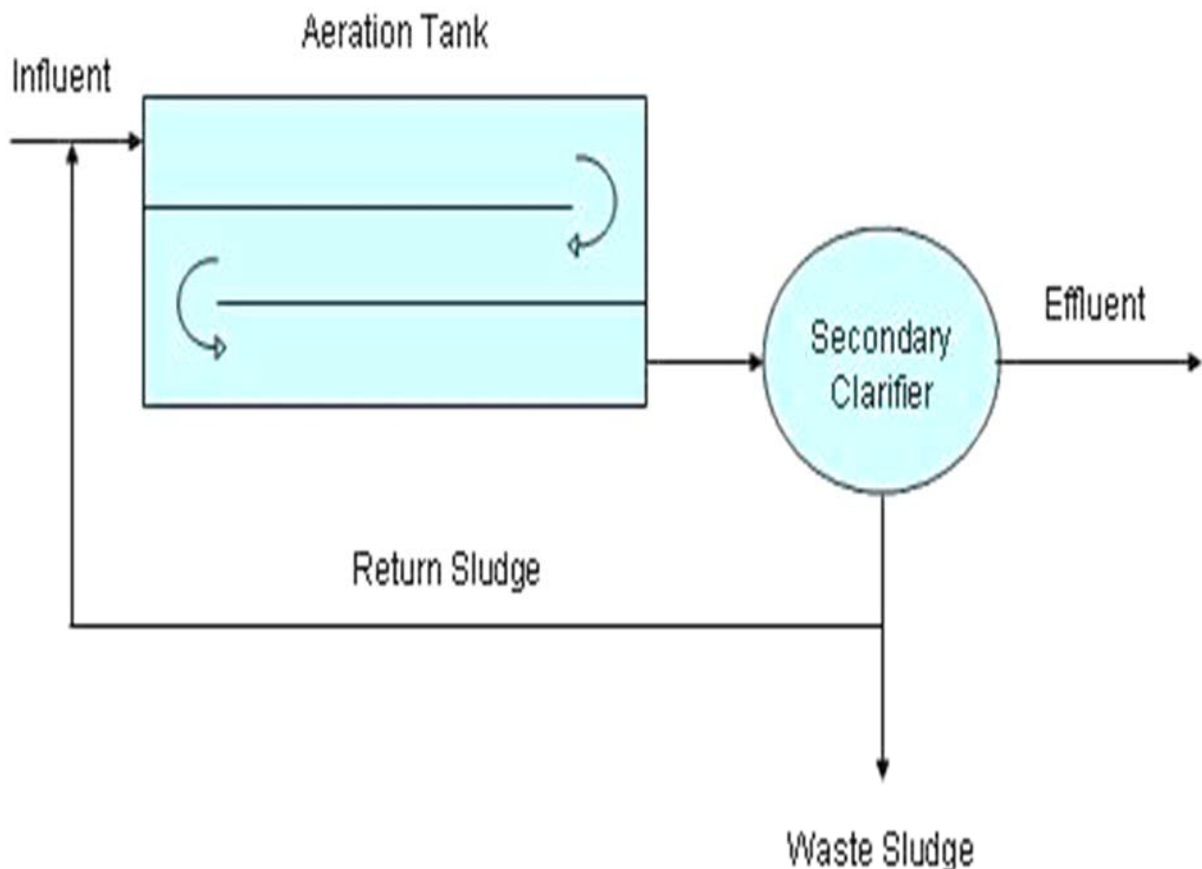 Aeration Tank
Influent
Effluent
Secondary
Clarifier
Return Sludge
Waste Sludge